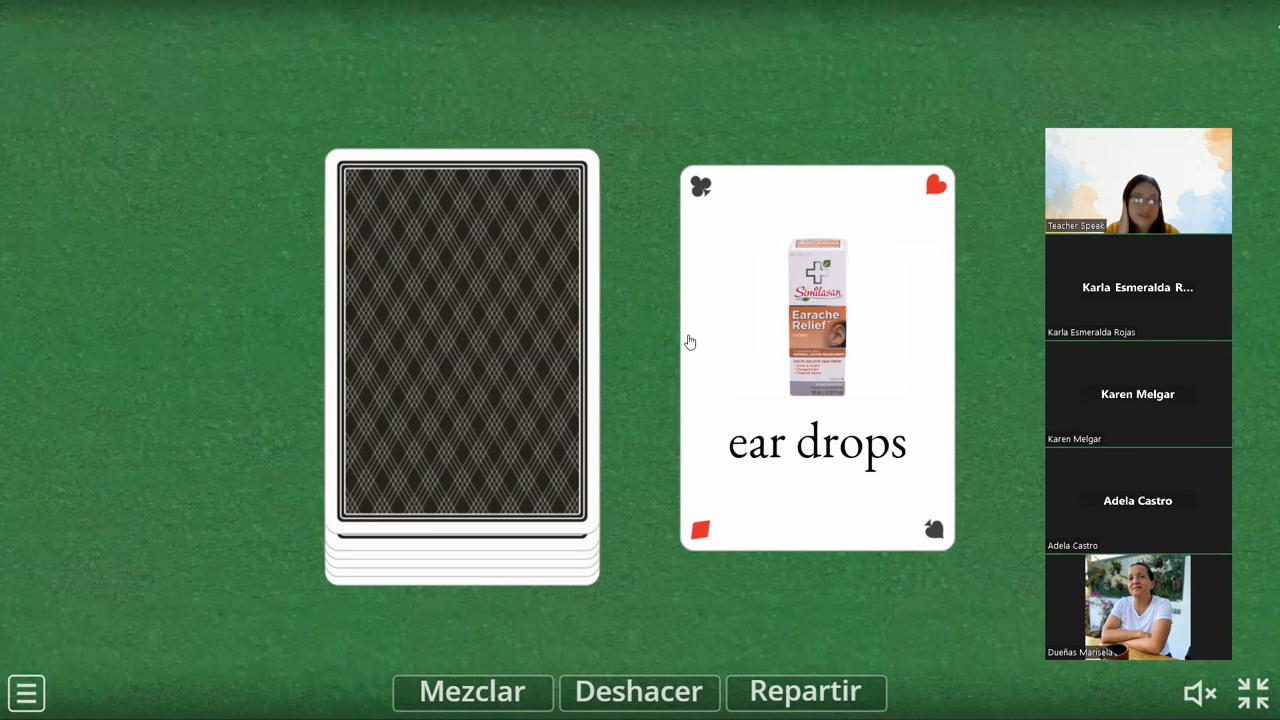 Similasan
Earache
Relief
ear drops
Teacher Speak
Karla Esmeralda R...
Karla Esmeralda Rojas
Karen Melgar
Karen Melgar
Adela Castro
Adela Castro
Dueñas Marisela
Mezclar
Deshacer
Repartir